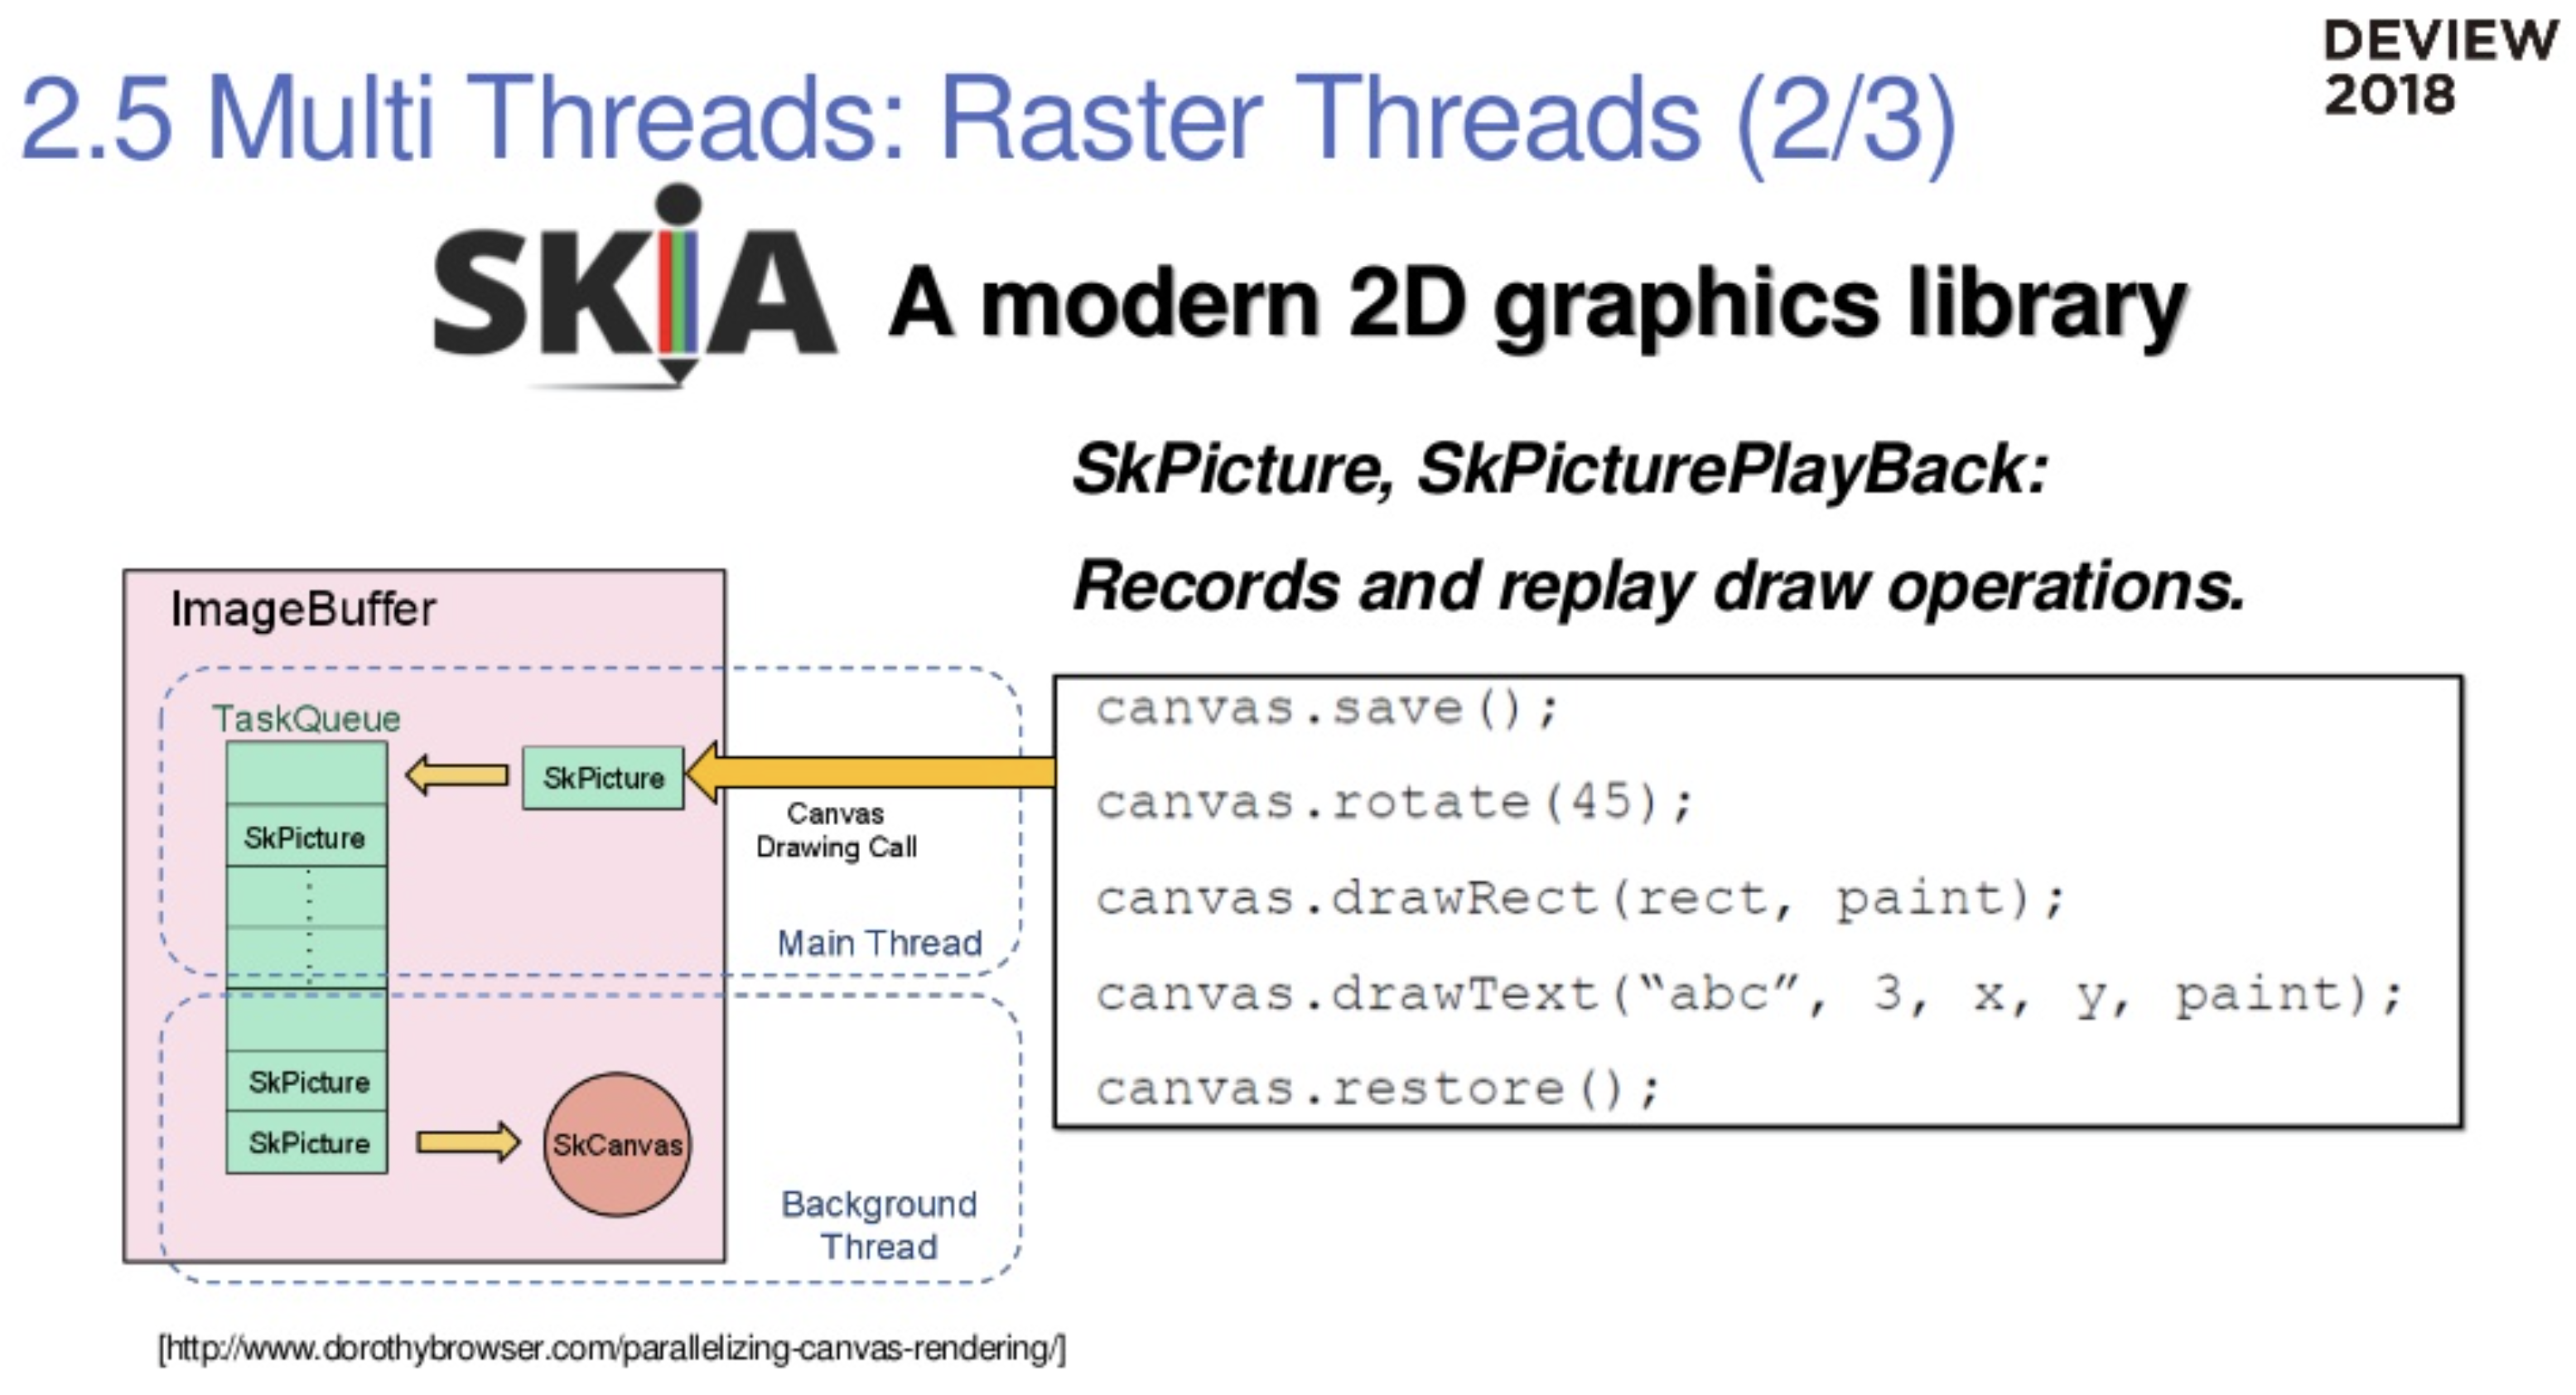 DEVIEW
2018
2.5 Multi Threads: Raster Threads (2/3)
SKiA
A modern 2D graphics library
SkPicture, SkPicturePlayBack:
Records and replay draw operations.
ImageBuffer
TaskQueue
SkPicture
SkPicture
Canvas
Drawing Call
Main Thread
SkPicture
SkPicture
SkCanvas
Background
Thread
canvas.save();
canvas.rotate(45);
canvas.drawRect(rect, paint);
canvas.drawText(“abc”, 3, x, y, paint);
canvas.restore();
[http://www.dorothybrowser.com/parallelizing-canvas-rendering/]